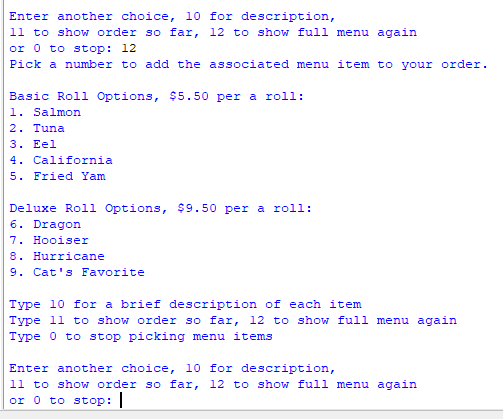 Enter another choice, 10 for description,
11 to show order so far, 12 to show full menu again
or 0 to stop: 12
Pick a number to add the associated menu item to your order.
Basic Roll Options, $5.50 per a roll:
1. Salmon
2. Tuna
3. Eel
4. California
5. Fried Yam
Deluxe Roll Options, $9.50 per a roll:
6. Dragon
7. Hooiser
8. Hurricane
9. Cat's Favorite
Type 10 for a brief description of each item
Type 11 to show order so far, 12 to show full menu again
Type 0 to stop picking menu items
Enter another choice, 10 for description,
11 to show order so far, 12 to show full menu again
or 0 to stop: